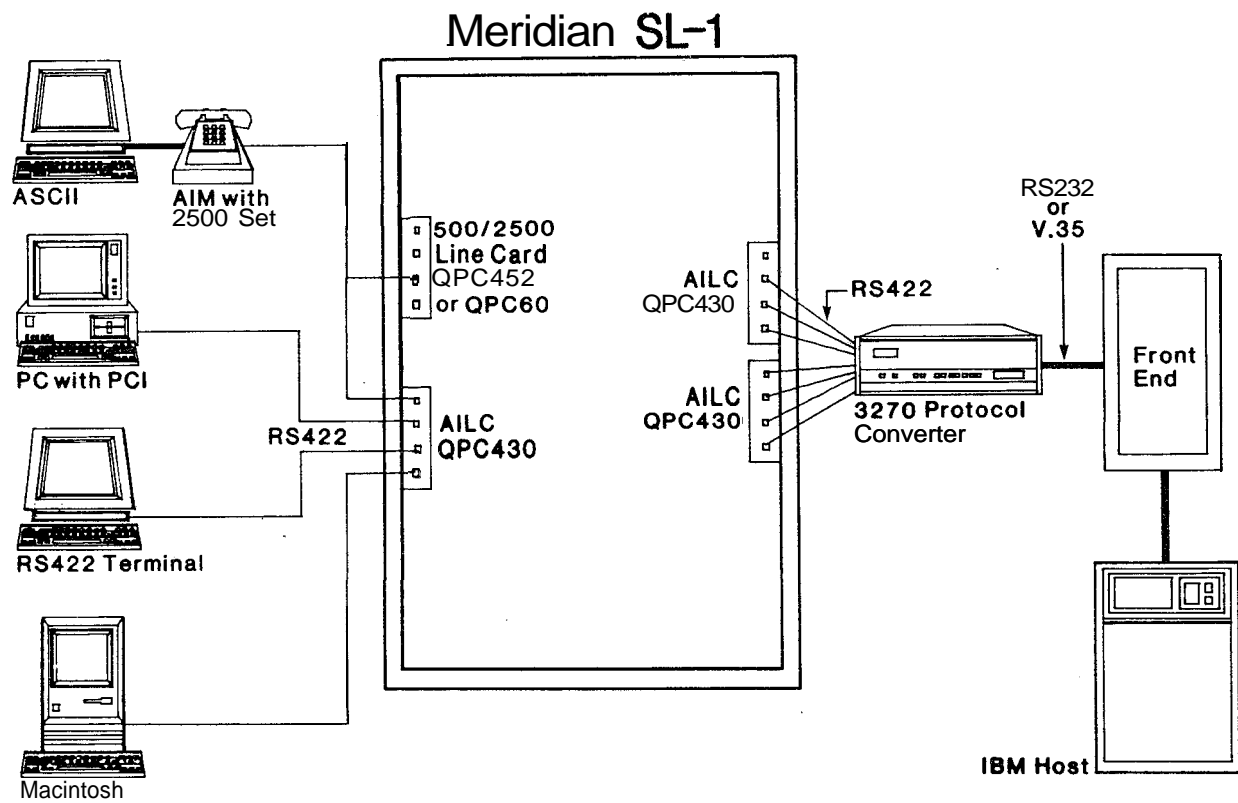 Meridian SL-1
ASCII
AIM with
2500 Set
500/2500
Line Card
QPC452
or QPC60
PC with PCI
RS422
AILC
QPC430
RS422 Terminal
Macintosh
AILC
QPC430
RS422
AILC
QPC430
3270 Protocol
Converter
RS232
or
V.35
Front
End
IBM Host